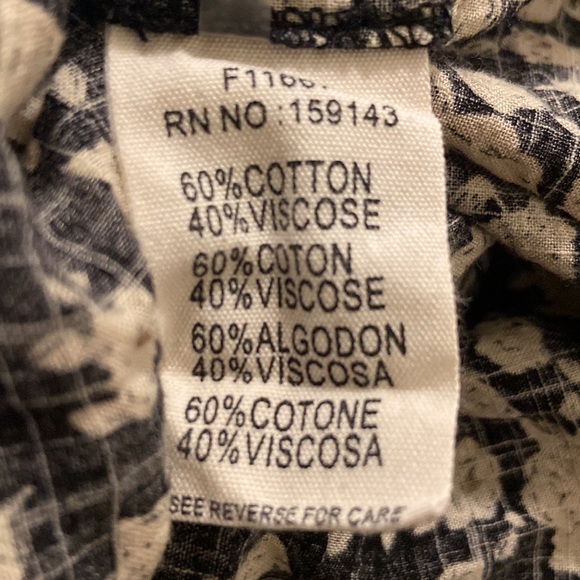 RN NO : 159143
60%COTTON
40%VISCOSE
60%COTON
40%VISCOSE
60%ALGODON
40%VISCOSA
60%COTONE
40%VISCOSA
SEE REVERSE FOR CARE